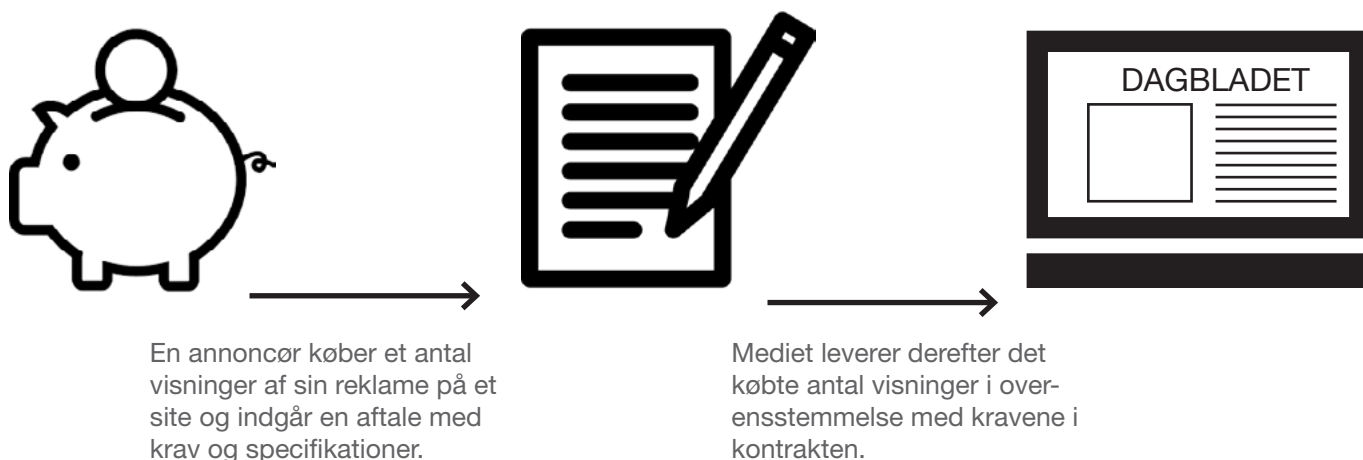 DAGBLADET
En annoncør køber et antal
visninger af sin reklame på et
site og indgår en aftale med
krav og specifikationer.
Mediet leverer derefter det
købte antal visninger i over-
ensstemmelse med kravene i
kontrakten.